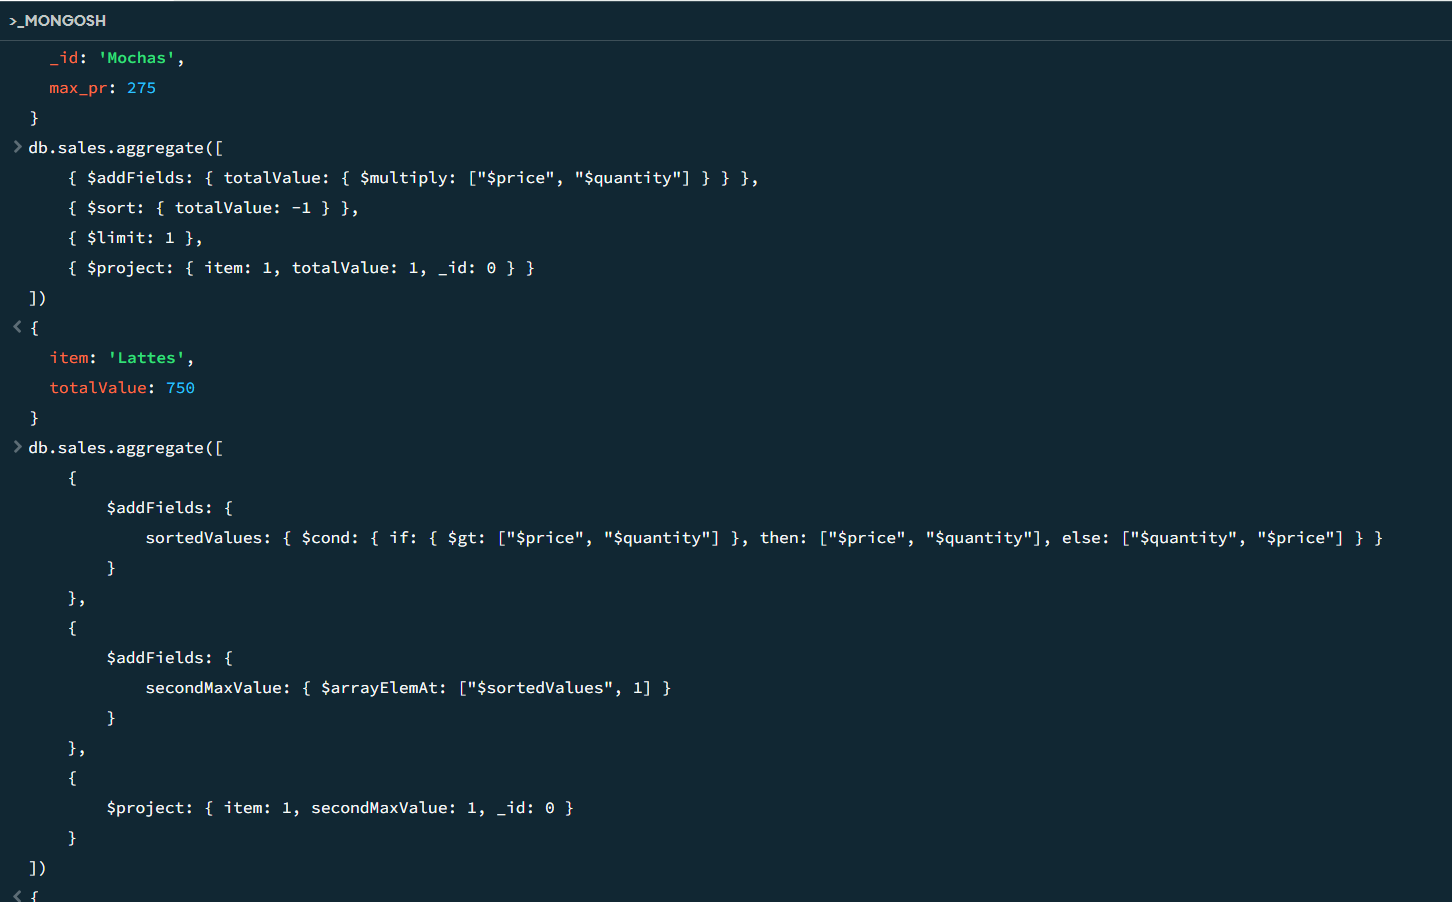 >_MONGOSH
_id: 'Mochas',
max_pr: 275
}
> db.sales.aggregate([
{ $addFields: { totalValue: { $multiply: ["$price", "$quantity"] } } },
{ $sort: { totalValue: -1 } },
{ $limit: 1 },
{ $project: { item: 1, totalValue: 1, _id: 0 } }
])
< {
item: 'Lattes',
totalValue: 750
}
> db.sales.aggregate([
{
$addFields: {
sortedValues: { $cond: { if: { $gt: ["$price", "$quantity"] }, then: ["$price", "$quantity"], else: ["$quantity", "$price"] } }
}
},
{
$addFields: {
secondMaxValue: { $arrayElemAt: ["$sortedValues", 1] }
}
},
{
$project: { item: 1, secondMaxValue: 1, _id: 0 }
}
])
< {